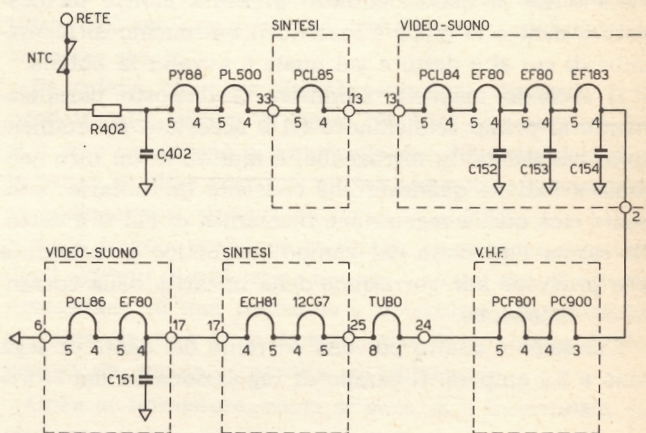 RETE
NTC
R402
C402
PY88 PL500
5 4 5 4
33
SINTESI
PCL85
5 4
13
13
VIDEO-SUONO
PCL84 EF80 EF80 EF183
5 4 5 4 5 4 5 4
C152 C153 C154
2
VIDEO-SUONO
6
PCL86 EF80
5 4 5 4
C151
17
17
SINTESI
ECH81 12CG7
4 5 4 5
25
TUBO
8 1
24
V.H.F.
PCF801 PC900
5 4 4 3